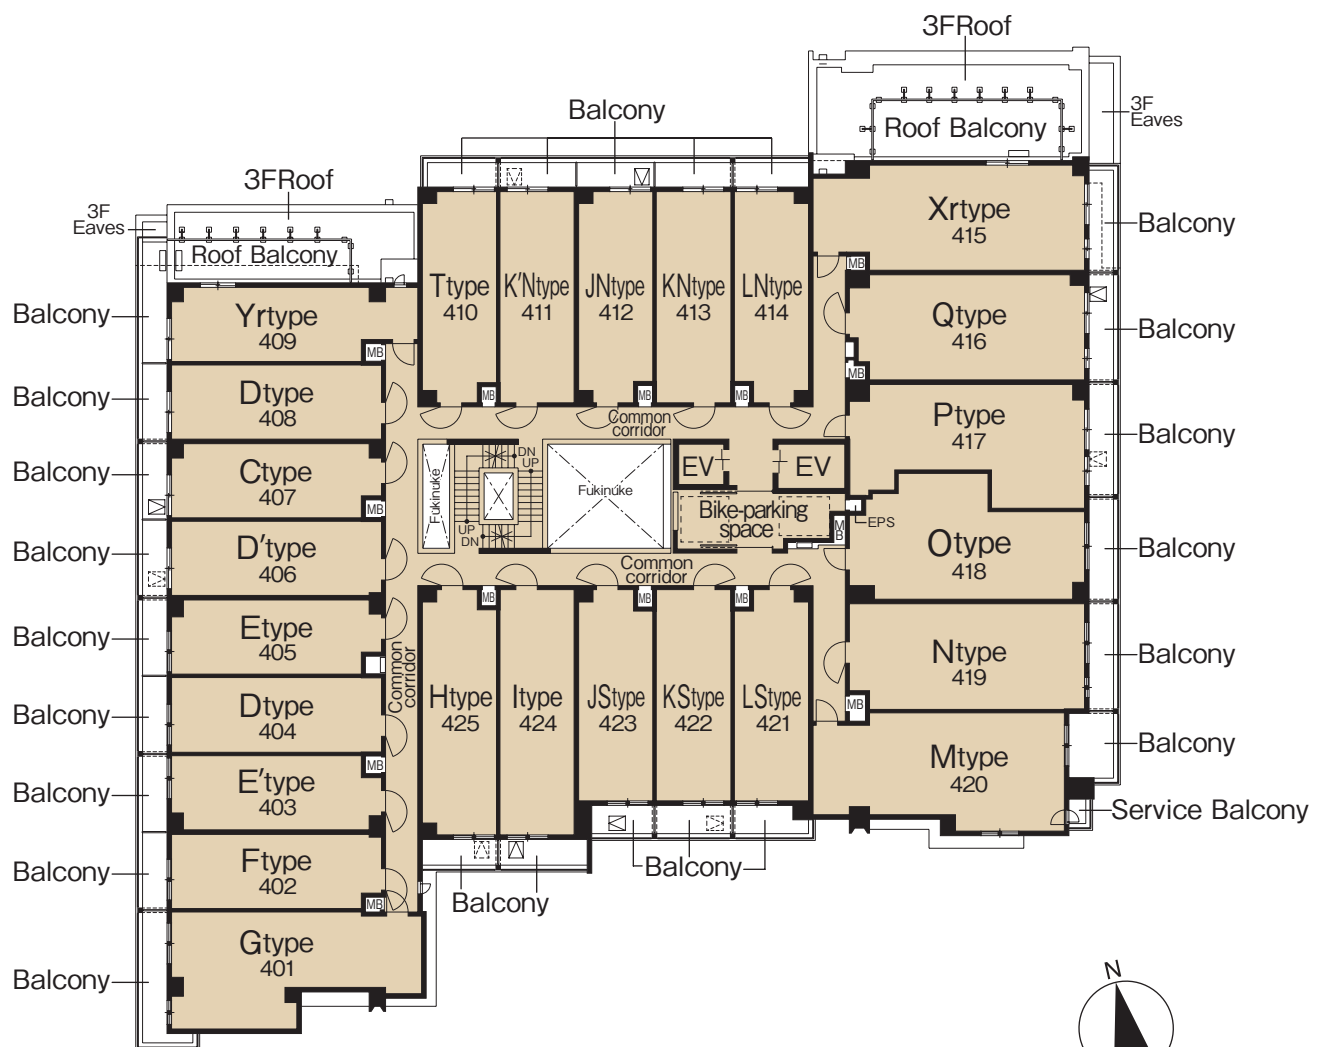 3FRoof
Balcony
Roof Balcony
3F
Eaves
3FRoof
3F
Eaves
Roof Balcony
Xrtype
415
Balcony
Ttype
410
K'Ntype
411
JNtype
412
KNtype
413
LNtype
414
MB
Balcony
Yrtype
409
MB
Qtype
416
Balcony
MB
Balcony
Dtype
408
MB
MB
MB
Common
corridor
Ptype
417
Balcony
Balcony
Ctype
407
MB
Fukinuke
DN
UP
UP
DN
Fukinuke
EV
EV
Bike-parking
space
MB
EPS
Balcony
D'type
406
Common
corridor
Otype
418
Balcony
Balcony
Etype
405
Common
corridor
MB
MB
MB
Htype
425
Itype
424
JStype
423
KStype
422
LStype
421
Ntype
419
MB
Balcony
Balcony
Dtype
404
MB
Mtype
420
Balcony
Balcony
E'type
403
Service Balcony
Balcony
Ftype
402
MB
Balcony
Balcony
Gtype
401
Balcony
N